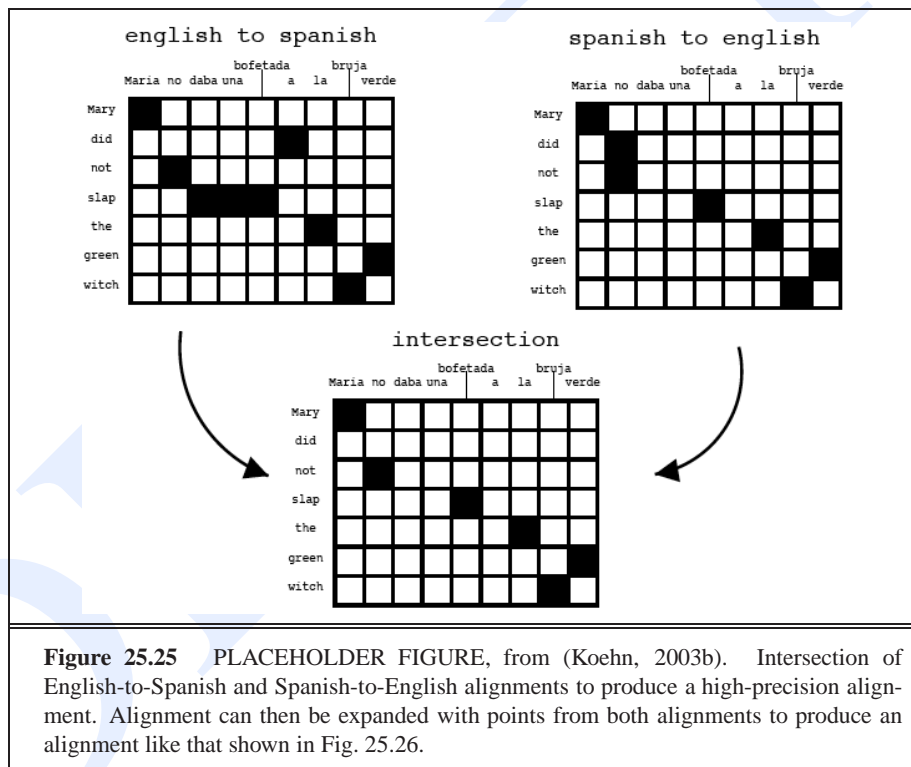 english to spanish
bofetada bruja
Maria no daba una a la verde
Mary
did
not
slap
the
green
witch
spanish to english
bofetada bruja
Maria no daba una a la verde
Mary
did
not
slap
the
green
witch
intersection
bofetada bruja
Maria no daba una a la verde
Mary
did
not
slap
the
green
witch
Figure 25.25 PLACEHOLDER FIGURE, from (Koehn, 2003b). Intersection of
English-to-Spanish and Spanish-to-English alignments to produce a high-precision align-
ment. Alignment can then be expanded with points from both alignments to produce an
alignment like that shown in Fig. 25.26.